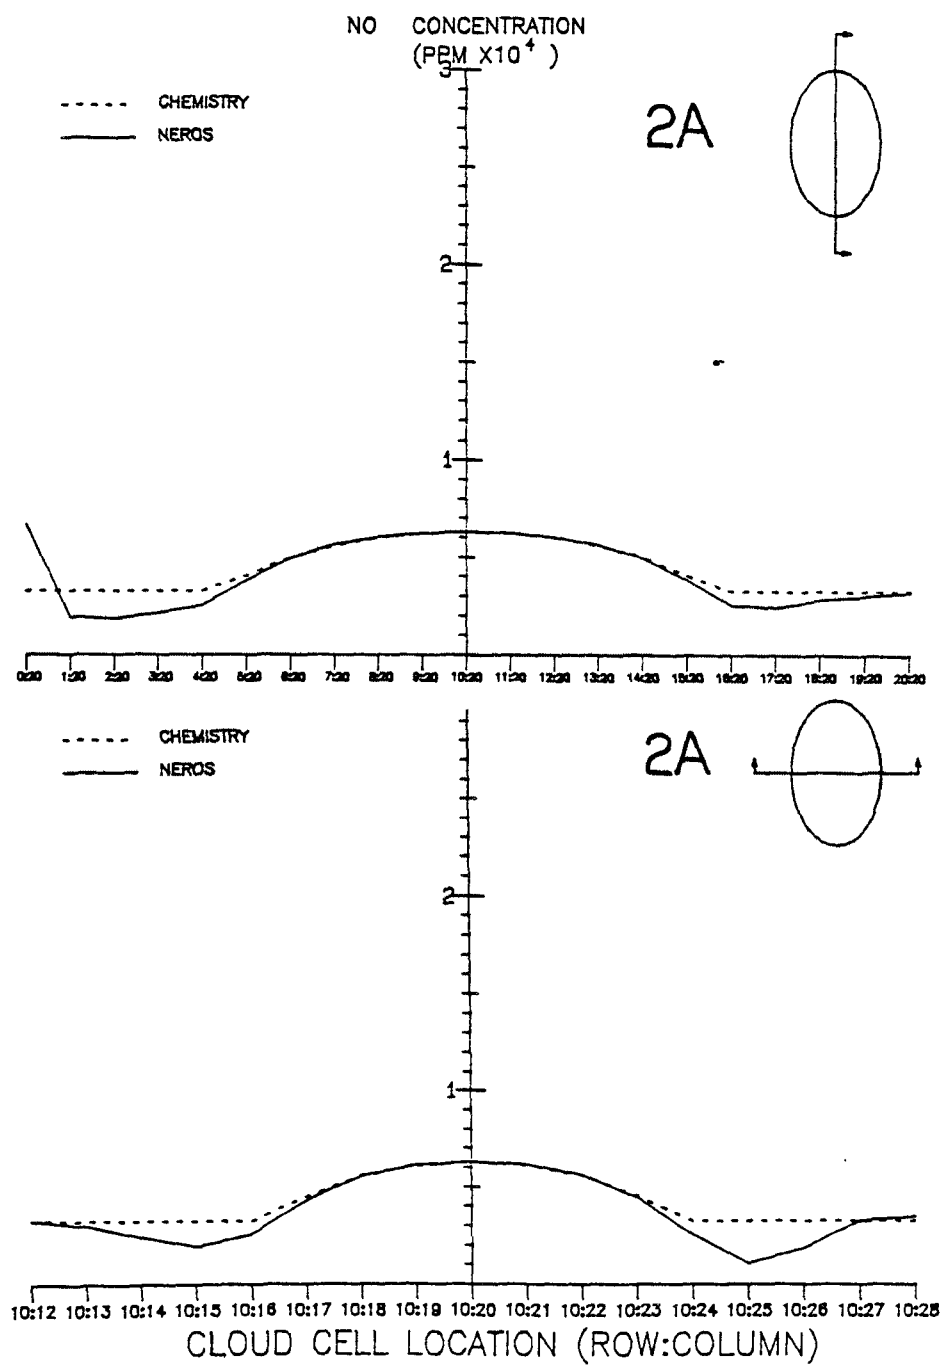 NO CONCENTRATION
(PPM X10⁴ )
3
CHEMISTRY
NEROS
2A
2
1
0:20 1:20 2:20 3:20 4:20 5:20 6:20 7:20 8:20 9:20 10:20 11:20 12:20 13:20 14:20 15:20 16:20 17:20 18:20 19:20 20:20
CHEMISTRY
NEROS
2A
2
1
10:12 10:13 10:14 10:15 10:16 10:17 10:18 10:19 10:20 10:21 10:22 10:23 10:24 10:25 10:26 10:27 10:28
CLOUD CELL LOCATION (ROW:COLUMN)